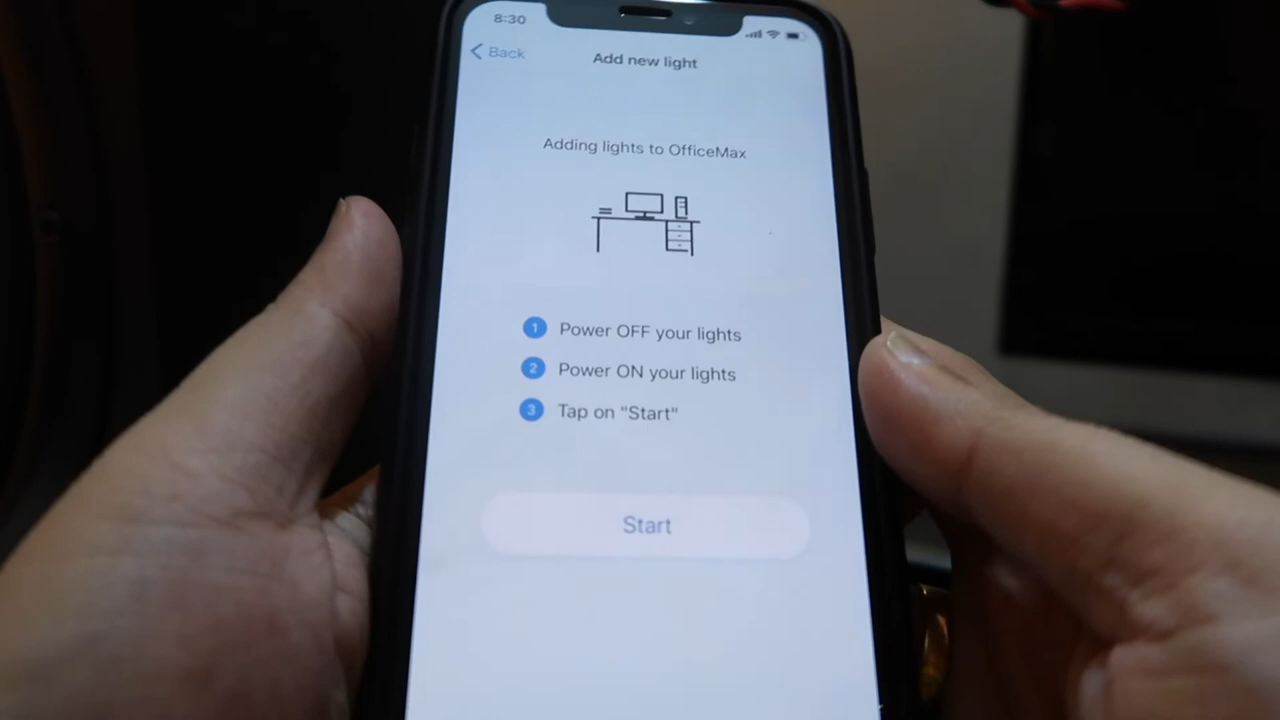 8:30
Back
Add new light
Adding lights to OfficeMax
1 Power OFF your lights
2 Power ON your lights
3 Tap on "Start"
Start